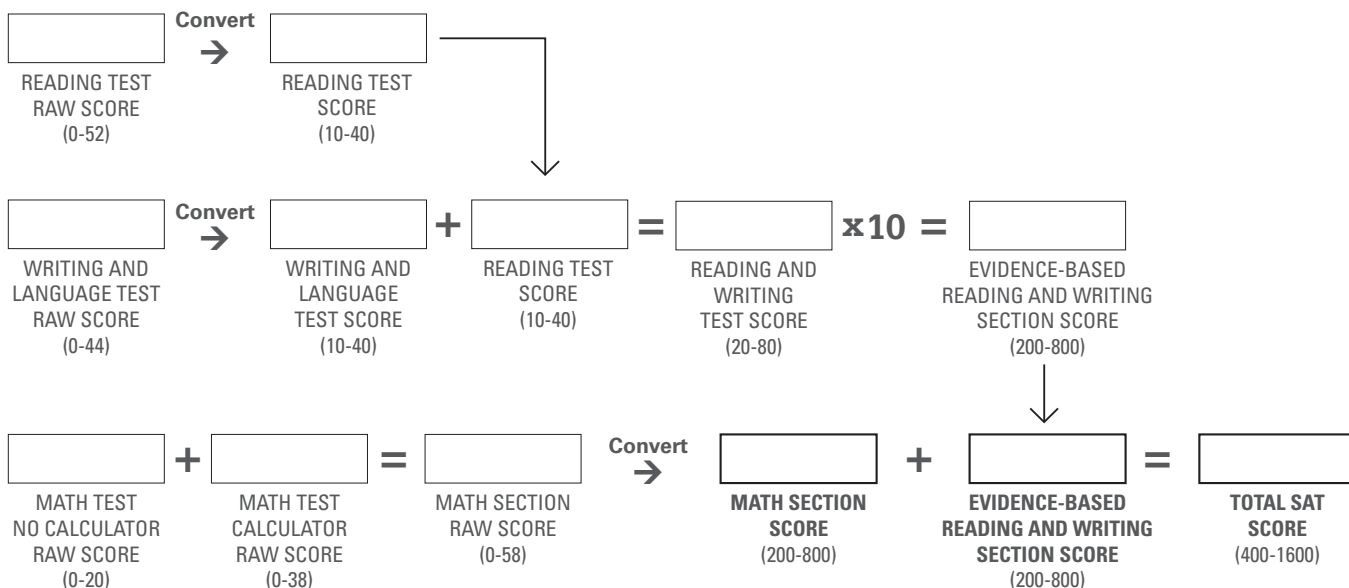 Convert
→
READING TEST
RAW SCORE
(0-52)
READING TEST
SCORE
(10-40)
Convert
→
+
=
x10 =
WRITING AND
LANGUAGE TEST
RAW SCORE
(0-44)
WRITING AND
LANGUAGE
TEST SCORE
(10-40)
READING TEST
SCORE
(10-40)
READING AND
WRITING
TEST SCORE
(20-80)
EVIDENCE-BASED
READING AND WRITING
SECTION SCORE
(200-800)
+
=
Convert
→
+
=
MATH TEST
NO CALCULATOR
RAW SCORE
(0-20)
MATH TEST
CALCULATOR
RAW SCORE
(0-38)
MATH SECTION
RAW SCORE
(0-58)
MATH SECTION
SCORE
(200-800)
EVIDENCE-BASED
READING AND WRITING
SECTION SCORE
(200-800)
TOTAL SAT
SCORE
(400-1600)